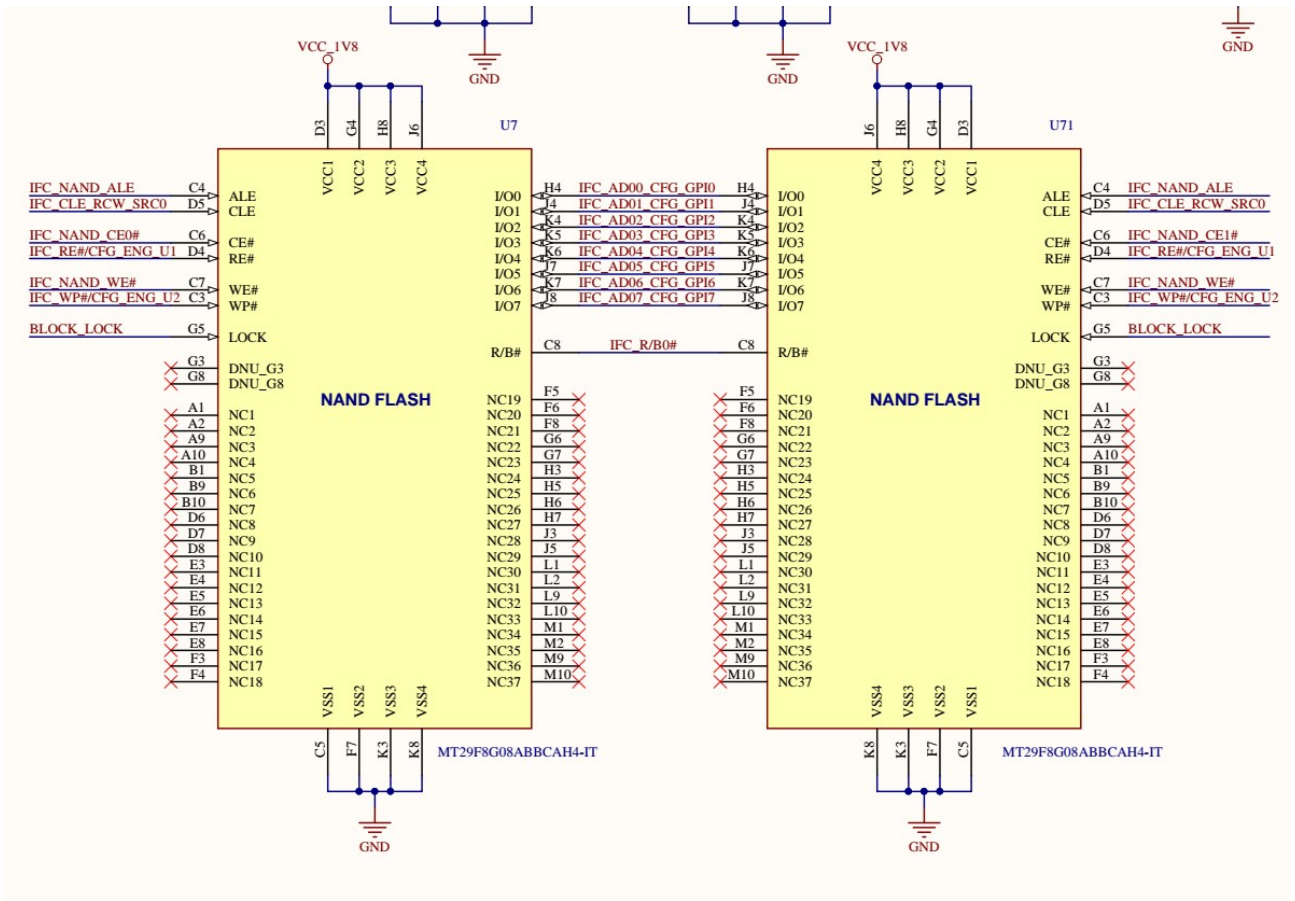 GND
GND
GND
VCC_1V8
VCC_1V8
D3 G4 H8 J6
U7
J6 H8 G4 D3
U71
VCC1 VCC2 VCC3 VCC4
VCC4 VCC3 VCC2 VCC1
IFC_NAND_ALE C4 ALE I/O0 H4 IFC_AD00_CFG_GPI0 H4 I/O0 ALE C4 IFC_NAND_ALE
IFC_CLE_RCW_SRC0 D5 CLE I/O1 J4 IFC_AD01_CFG_GPI1 J4 I/O1 CLE D5 IFC_CLE_RCW_SRC0
I/O2 K4 IFC_AD02_CFG_GPI2 K4 I/O2
IFC_NAND_CE0# C6 CE# I/O3 K5 IFC_AD03_CFG_GPI3 K5 I/O3 CE# C6 IFC_NAND_CE1#
IFC_RE#/CFG_ENG_U1 D4 RE# I/O4 K6 IFC_AD04_CFG_GPI4 K6 I/O4 RE# D4 IFC_RE#/CFG_ENG_U1
I/O5 J7 IFC_AD05_CFG_GPI5 J7 I/O5
IFC_NAND_WE# C7 WE# I/O6 K7 IFC_AD06_CFG_GPI6 K7 I/O6 WE# C7 IFC_NAND_WE#
IFC_WP#/CFG_ENG_U2 C3 WP# I/O7 J8 IFC_AD07_CFG_GPI7 J8 I/O7 WP# C3 IFC_WP#/CFG_ENG_U2
BLOCK_LOCK G5 LOCK LOCK G5 BLOCK_LOCK
R/B# C8 IFC_R/B0# C8 R/B#
G3 DNU_G3 DNU_G3 G3
G8 DNU_G8 DNU_G8 G8
NAND FLASH NAND FLASH
NC19 F5 F5 NC19
A1 NC1 NC20 F6 F6 NC20 NC1 A1
A2 NC2 NC21 F8 F8 NC21 NC2 A2
A9 NC3 NC22 G6 G6 NC22 NC3 A9
A10 NC4 NC23 G7 G7 NC23 NC4 A10
B1 NC5 NC24 H3 H3 NC24 NC5 B1
B9 NC6 NC25 H5 H5 NC25 NC6 B9
B10 NC7 NC26 H6 H6 NC26 NC7 B10
D6 NC8 NC27 H7 H7 NC27 NC8 D6
D7 NC9 NC28 J3 J3 NC28 NC9 D7
D8 NC10 NC29 J5 J5 NC29 NC10 D8
E3 NC11 NC30 L1 L1 NC30 NC11 E3
E4 NC12 NC31 L2 L2 NC31 NC12 E4
E5 NC13 NC32 L9 L9 NC32 NC13 E5
E6 NC14 NC33 L10 L10 NC33 NC14 E6
E7 NC15 NC34 M1 M1 NC34 NC15 E7
E8 NC16 NC35 M2 M2 NC35 NC16 E8
F3 NC17 NC36 M9 M9 NC36 NC17 F3
F4 NC18 NC37 M10 M10 NC37 NC18 F4
VSS1 VSS2 VSS3 VSS4
VSS4 VSS3 VSS2 VSS1
C5 F7 K3 K8
MT29F8G08ABBCAH4-IT
K8 K3 F7 C5
MT29F8G08ABBCAH4-IT
GND
GND